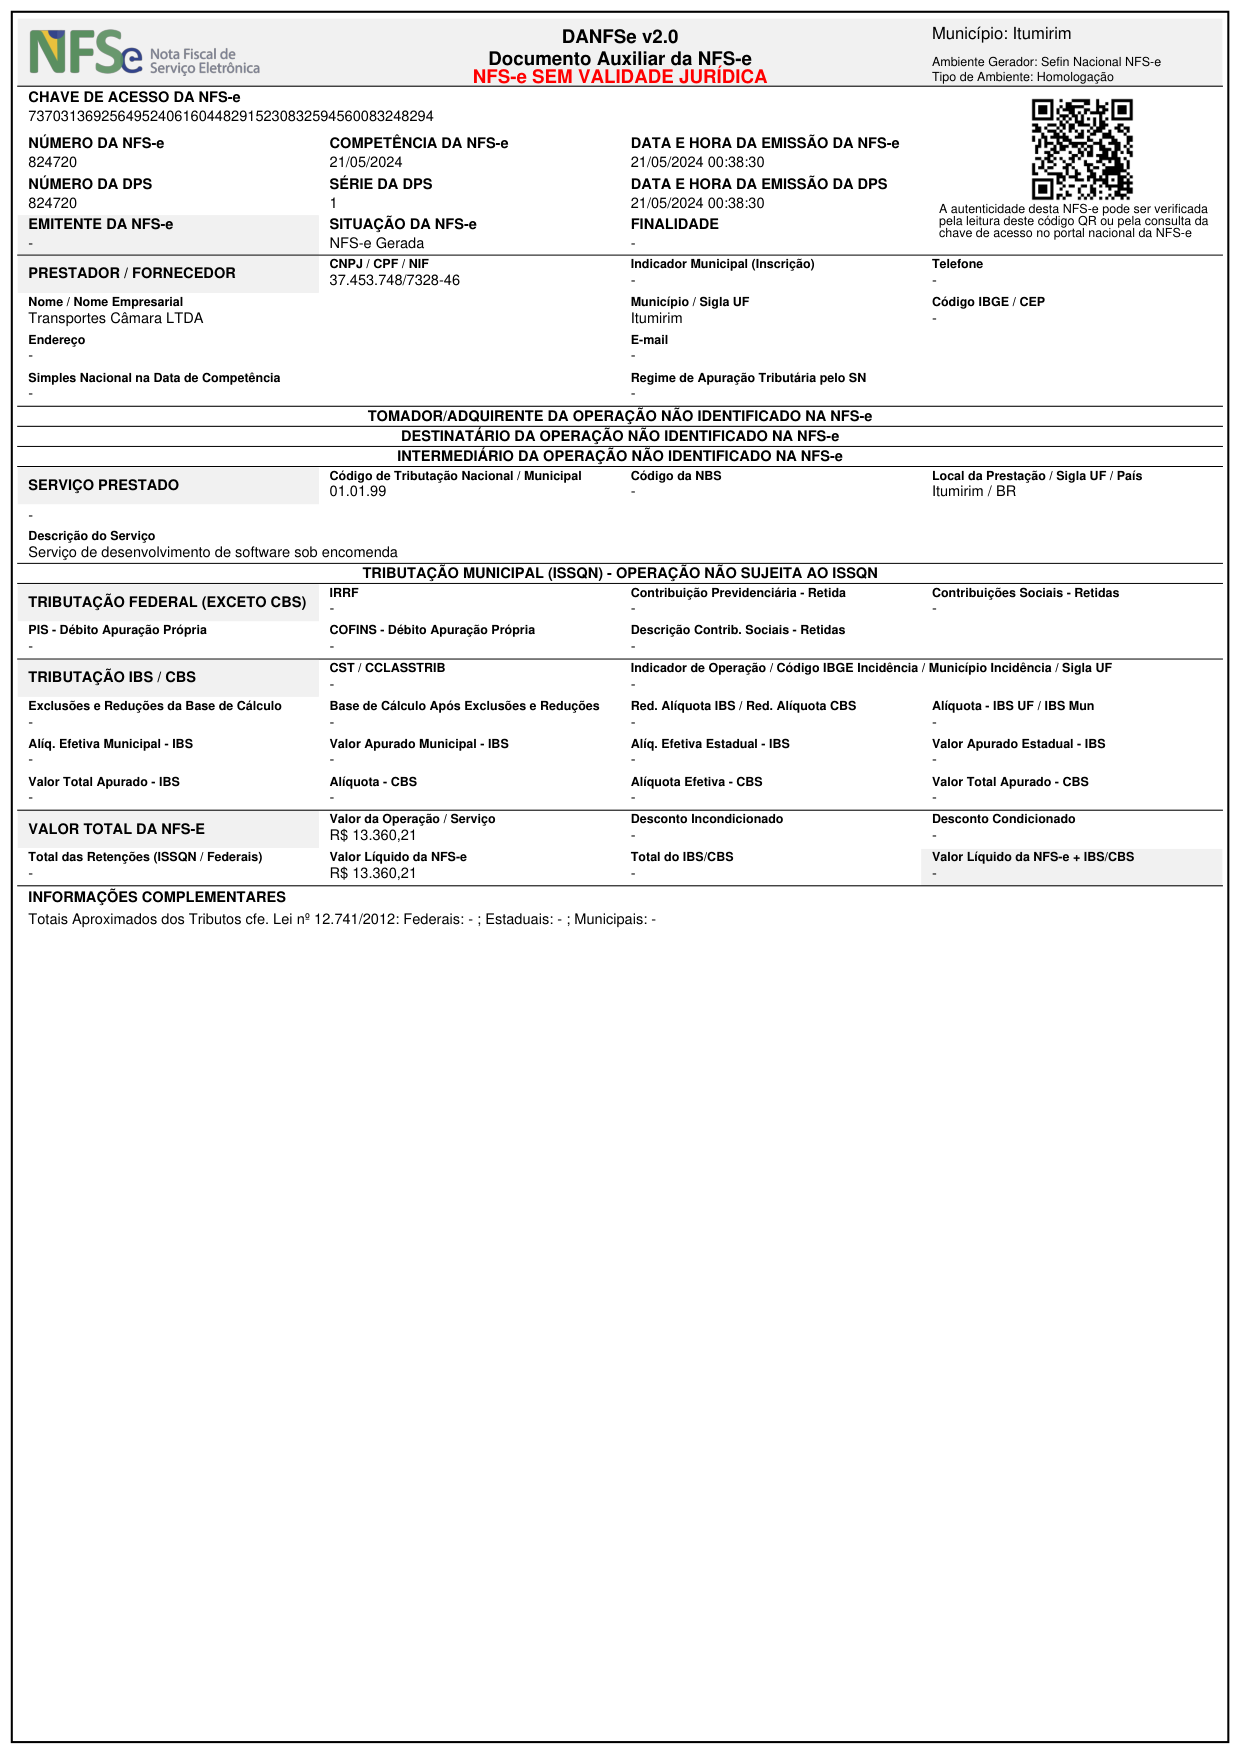 NFSe Nota Fiscal de
Serviço Eletrônica
DANFSe v2.0
Documento Auxiliar da NFS-e
NFS-e SEM VALIDADE JURÍDICA
Município: Itumirim
Ambiente Gerador: Sefin Nacional NFS-e
Tipo de Ambiente: Homologação
CHAVE DE ACESSO DA NFS-e
73703136925649524061604482915230832594560083248294
NÚMERO DA NFS-e COMPETÊNCIA DA NFS-e DATA E HORA DA EMISSÃO DA NFS-e
824720 21/05/2024 21/05/2024 00:38:30
NÚMERO DA DPS SÉRIE DA DPS DATA E HORA DA EMISSÃO DA DPS
824720 1 21/05/2024 00:38:30
A autenticidade desta NFS-e pode ser verificada
pela leitura deste código QR ou pela consulta da
chave de acesso no portal nacional da NFS-e
EMITENTE DA NFS-e SITUAÇÃO DA NFS-e FINALIDADE
- NFS-e Gerada -
PRESTADOR / FORNECEDOR CNPJ / CPF / NIF Indicador Municipal (Inscrição) Telefone
37.453.748/7328-46 - -
Nome / Nome Empresarial Município / Sigla UF Código IBGE / CEP
Transportes Câmara LTDA Itumirim -
Endereço E-mail
- -
Simples Nacional na Data de Competência Regime de Apuração Tributária pelo SN
- -
TOMADOR/ADQUIRENTE DA OPERAÇÃO NÃO IDENTIFICADO NA NFS-e
DESTINATÁRIO DA OPERAÇÃO NÃO IDENTIFICADO NA NFS-e
INTERMEDIÁRIO DA OPERAÇÃO NÃO IDENTIFICADO NA NFS-e
SERVIÇO PRESTADO Código de Tributação Nacional / Municipal Código da NBS Local da Prestação / Sigla UF / País
01.01.99 - Itumirim / BR
-
Descrição do Serviço
Serviço de desenvolvimento de software sob encomenda
TRIBUTAÇÃO MUNICIPAL (ISSQN) - OPERAÇÃO NÃO SUJEITA AO ISSQN
TRIBUTAÇÃO FEDERAL (EXCETO CBS) IRRF Contribuição Previdenciária - Retida Contribuições Sociais - Retidas
- - -
PIS - Débito Apuração Própria COFINS - Débito Apuração Própria Descrição Contrib. Sociais - Retidas
- - -
TRIBUTAÇÃO IBS / CBS CST / CCLASSTRIB Indicador de Operação / Código IBGE Incidência / Município Incidência / Sigla UF
- -
Exclusões e Reduções da Base de Cálculo Base de Cálculo Após Exclusões e Reduções Red. Alíquota IBS / Red. Alíquota CBS Alíquota - IBS UF / IBS Mun
- - - -
Alíq. Efetiva Municipal - IBS Valor Apurado Municipal - IBS Alíq. Efetiva Estadual - IBS Valor Apurado Estadual - IBS
- - - -
Valor Total Apurado - IBS Alíquota - CBS Alíquota Efetiva - CBS Valor Total Apurado - CBS
- - - -
VALOR TOTAL DA NFS-E Valor da Operação / Serviço Desconto Incondicionado Desconto Condicionado
R$ 13.360,21 - -
Total das Retenções (ISSQN / Federais) Valor Líquido da NFS-e Total do IBS/CBS Valor Líquido da NFS-e + IBS/CBS
- R$ 13.360,21 - -
INFORMAÇÕES COMPLEMENTARES
Totais Aproximados dos Tributos cfe. Lei nº 12.741/2012: Federais: - ; Estaduais: - ; Municipais: -